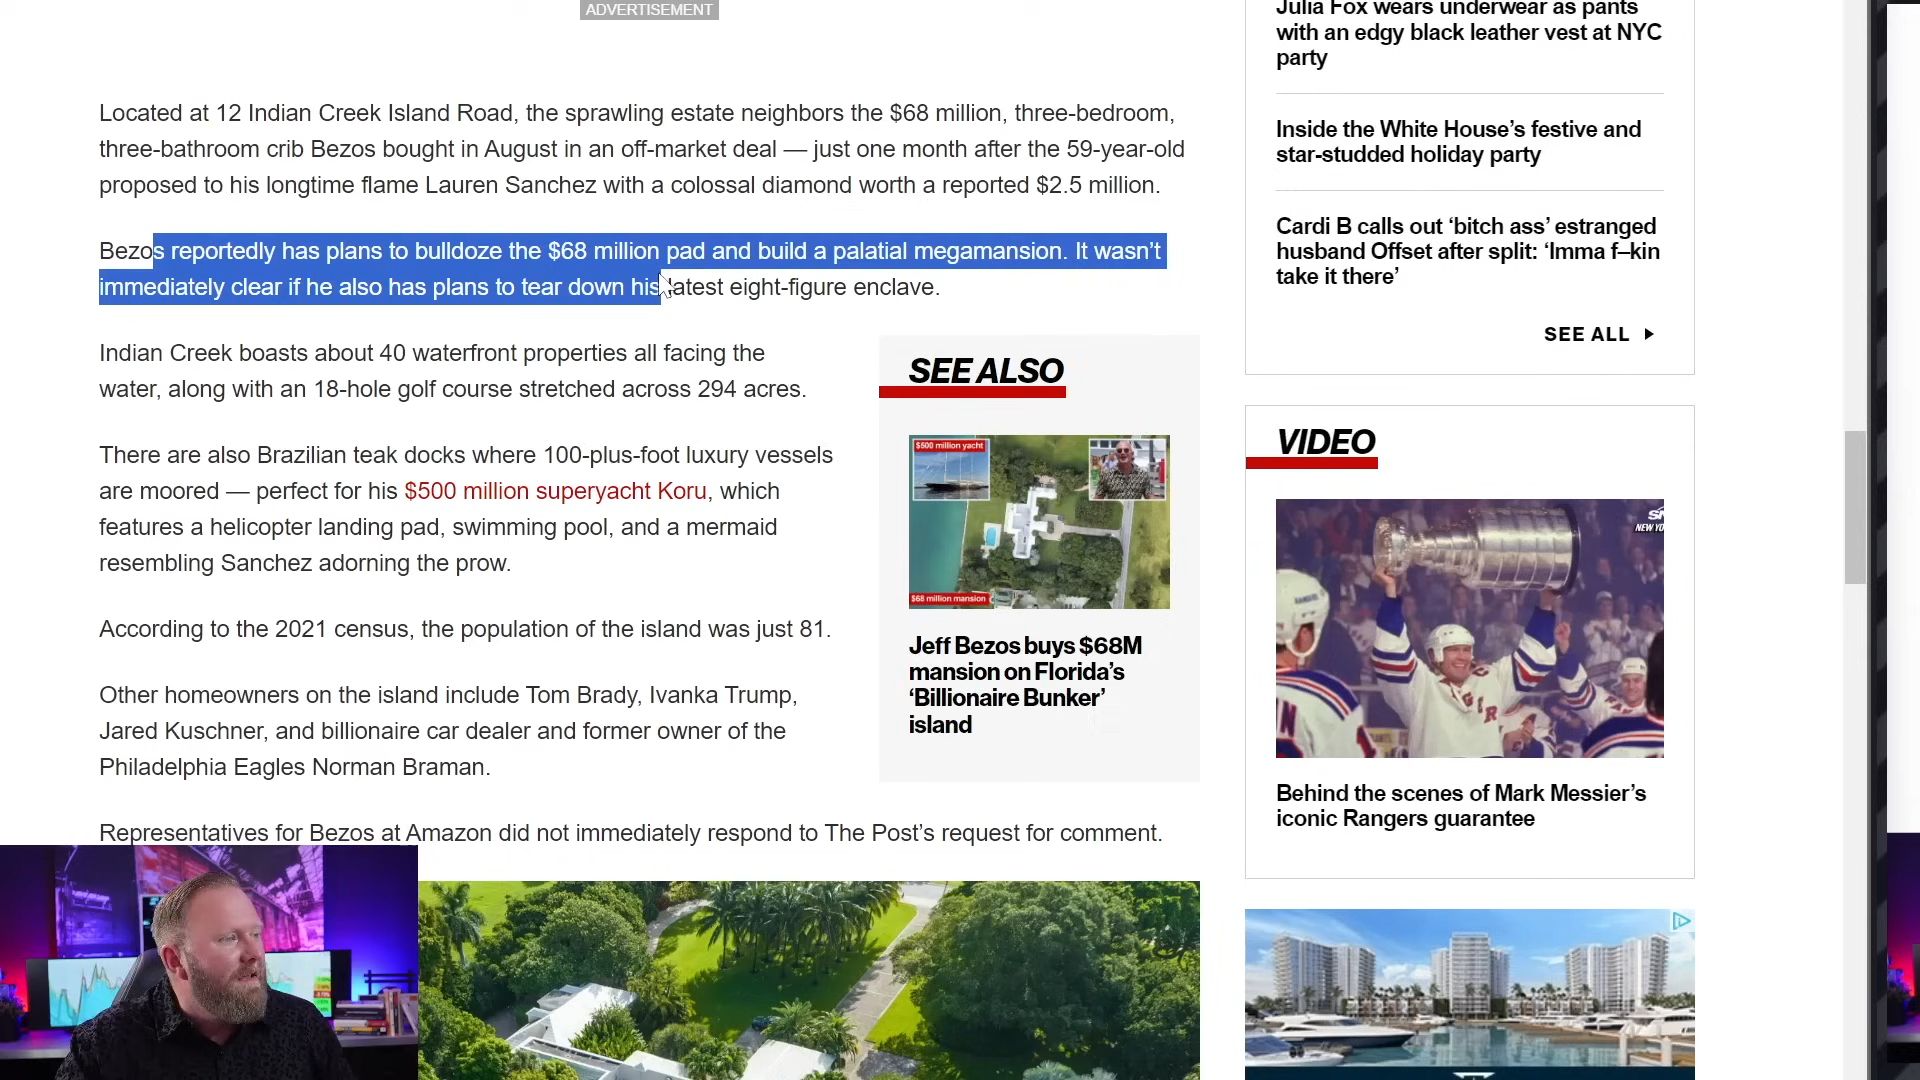 ADVERTISEMENT
Located at 12 Indian Creek Island Road, the sprawling estate neighbors the $68 million, three-bedroom,
three-bathroom crib Bezos bought in August in an off-market deal — just one month after the 59-year-old
proposed to his longtime flame Lauren Sanchez with a colossal diamond worth a reported $2.5 million.
Bezos reportedly has plans to bulldoze the $68 million pad and build a palatial megamansion. It wasn’t
immediately clear if he also has plans to tear down his latest eight-figure enclave.
Indian Creek boasts about 40 waterfront properties all facing the
water, along with an 18-hole golf course stretched across 294 acres.
There are also Brazilian teak docks where 100-plus-foot luxury vessels
are moored — perfect for his $500 million superyacht Koru, which
features a helicopter landing pad, swimming pool, and a mermaid
resembling Sanchez adorning the prow.
According to the 2021 census, the population of the island was just 81.
Other homeowners on the island include Tom Brady, Ivanka Trump,
Jared Kuschner, and billionaire car dealer and former owner of the
Philadelphia Eagles Norman Braman.
Representatives for Bezos at Amazon did not immediately respond to The Post’s request for comment.
SEE ALSO
$500 million yacht
$68 million mansion
Jeff Bezos buys $68M
mansion on Florida’s
‘Billionaire Bunker’
island
Julia Fox wears underwear as pants
with an edgy black leather vest at NYC
party
Inside the White House’s festive and
star-studded holiday party
Cardi B calls out ‘bitch ass’ estranged
husband Offset after split: ‘Imma f–kin
take it there’
SEE ALL
VIDEO
NEW YO
Behind the scenes of Mark Messier’s
iconic Rangers guarantee